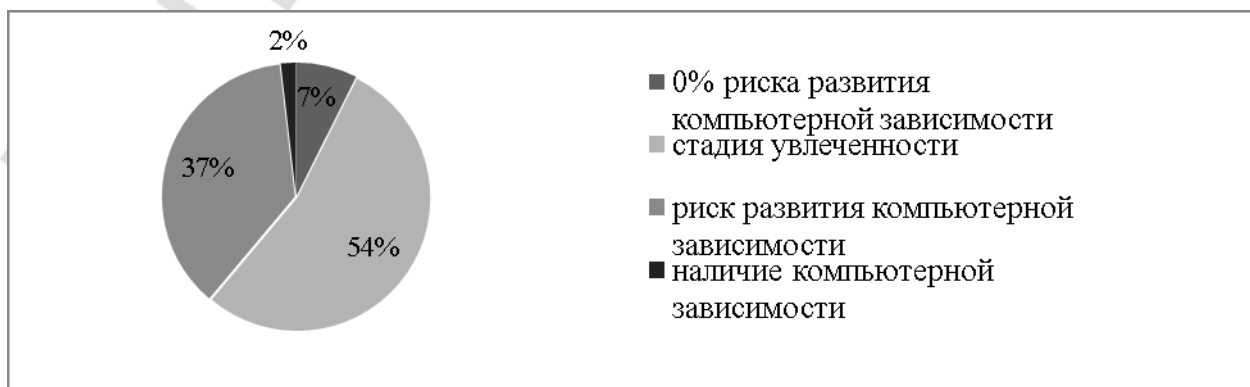 2%
7%
37%
54%
0% риска развития
компьютерной зависимости
стадия увлеченности
риск развития компьютерной
зависимости
наличие компьютерной
зависимости